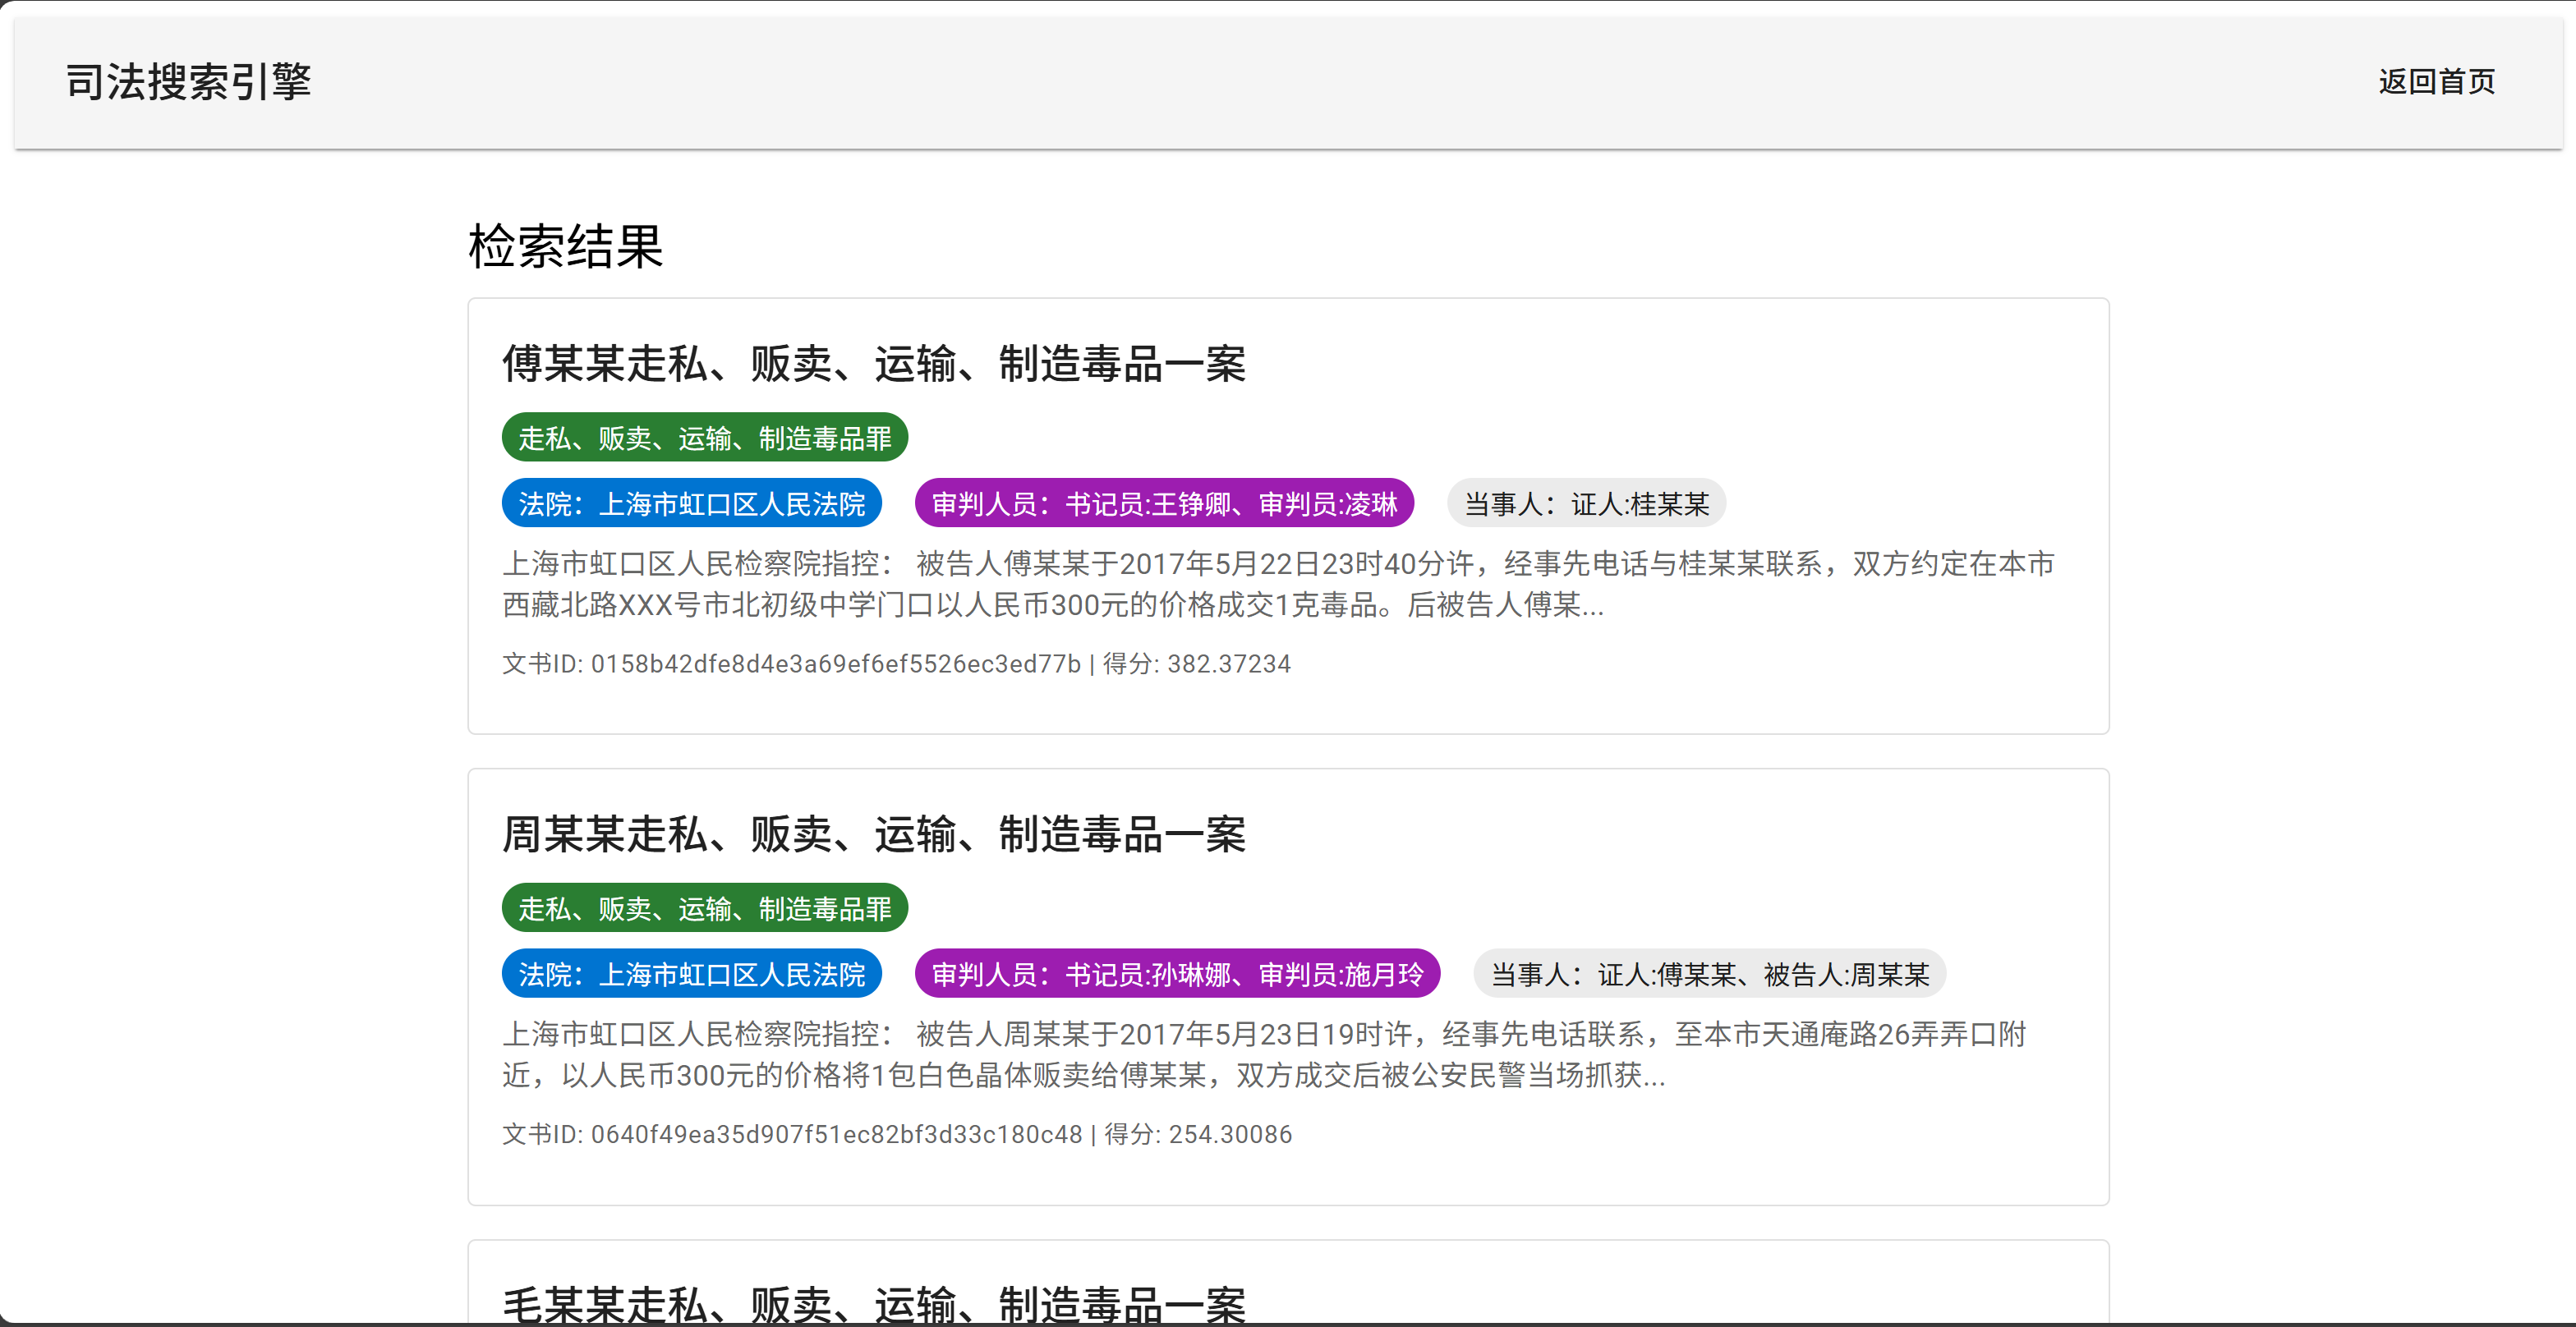 司法搜索引擎
返回首页
检索结果
傅某某走私、贩卖、运输、制造毒品一案
走私、贩卖、运输、制造毒品罪
法院：上海市虹口区人民法院
审判人员：书记员:王铮卿、审判员:凌琳
当事人：证人:桂某某
上海市虹口区人民检察院指控： 被告人傅某某于2017年5月22日23时40分许，经事先电话与桂某某联系，双方约定在本市
西藏北路XXX号市北初级中学门口以人民币300元的价格成交1克毒品。后被告人傅某...
文书ID: 0158b42dfe8d4e3a69ef6ef5526ec3ed77b | 得分: 382.37234
周某某走私、贩卖、运输、制造毒品一案
走私、贩卖、运输、制造毒品罪
法院：上海市虹口区人民法院
审判人员：书记员:孙琳娜、审判员:施月玲
当事人：证人:傅某某、被告人:周某某
上海市虹口区人民检察院指控： 被告人周某某于2017年5月23日19时许，经事先电话联系，至本市天通庵路26弄弄口附
近，以人民币300元的价格将1包白色晶体贩卖给傅某某，双方成交后被公安民警当场抓获...
文书ID: 0640f49ea35d907f51ec82bf3d33c180c48 | 得分: 254.30086
毛某某走私、贩卖、运输、制造毒品一案